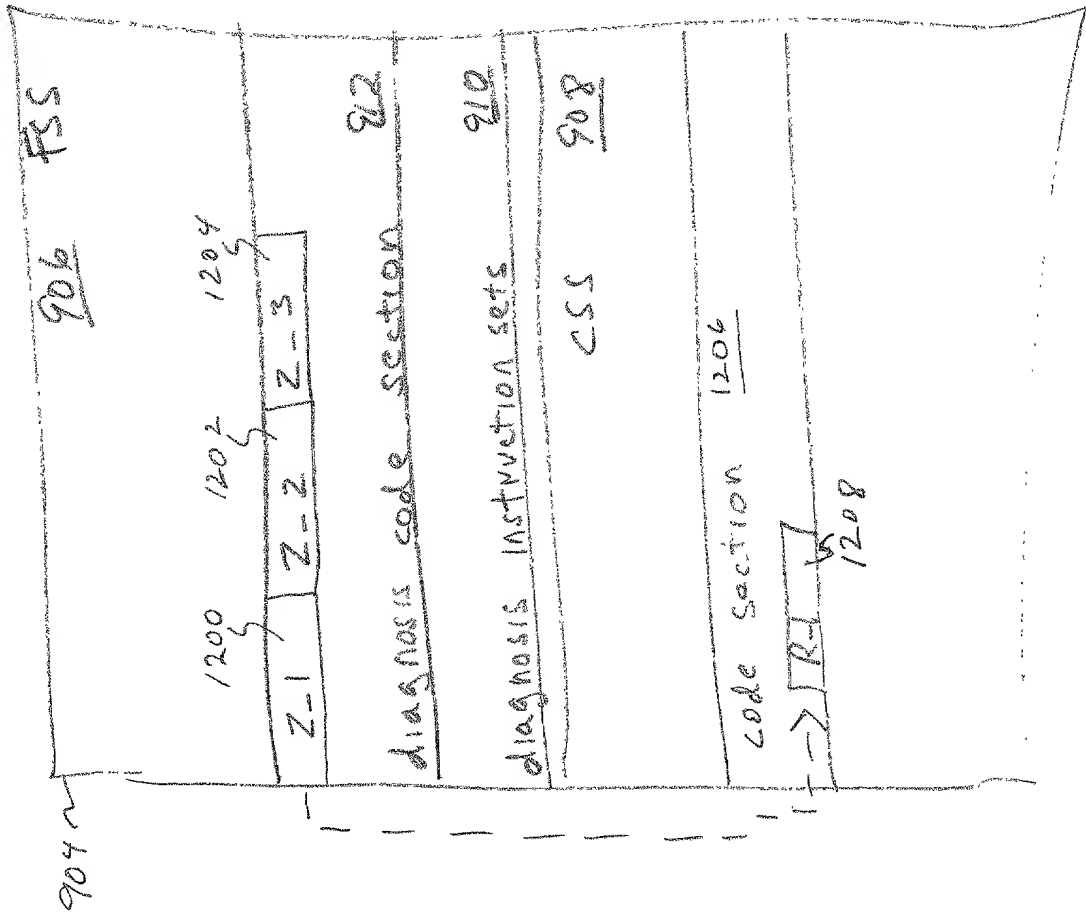 904
906 FSS
1200 1202 1204
Z-1 Z-2 Z-3
diagnosis code section 912
diagnosis instruction sets 910
CSS 908
code section 1206
R-1
1208